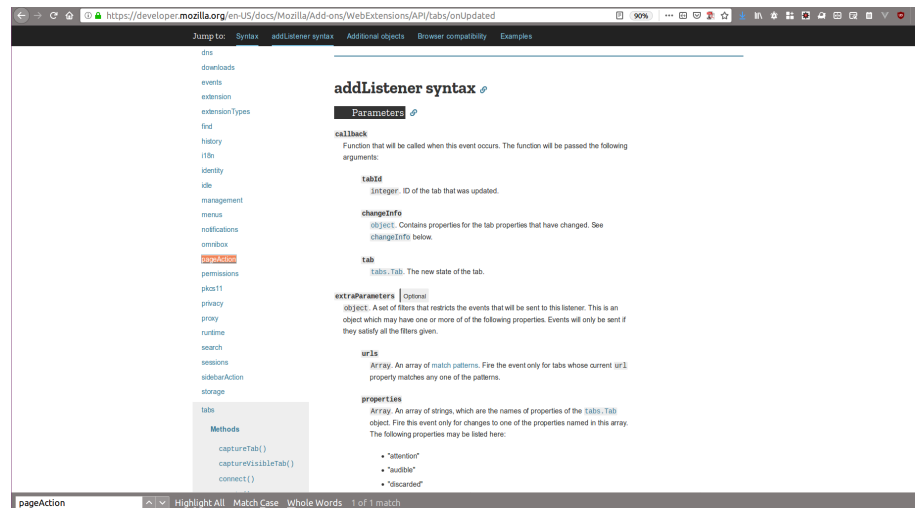 https://developer.mozilla.org/en-US/docs/Mozilla/Add-ons/WebExtensions/API/tabs/onUpdated
90%
Jump to: Syntax addListener syntax Additional objects Browser compatibility Examples
dns
downloads
events
extension
extensionTypes
find
history
i18n
identity
idle
management
menus
notifications
omnibox
pageAction
permissions
pkcs11
privacy
proxy
runtime
search
sessions
sidebarAction
storage
tabs
Methods
captureTab()
captureVisibleTab()
connect()
addListener syntax
Parameters
callback
Function that will be called when this event occurs. The function will be passed the following
arguments:
tabId
integer. ID of the tab that was updated.
changeInfo
object. Contains properties for the tab properties that have changed. See
changeInfo below.
tab
tabs.Tab. The new state of the tab.
extraParameters Optional
object. A set of filters that restricts the events that will be sent to this listener. This is an
object which may have one or more of of the following properties. Events will only be sent if
they satisfy all the filters given.
urls
Array. An array of match patterns. Fire the event only for tabs whose current url
property matches any one of the patterns.
properties
Array. An array of strings, which are the names of properties of the tabs.Tab
object. Fire this event only for changes to one of the properties named in this array.
The following properties may be listed here:
• "attention"
• "audible"
• "discarded"
pageAction Highlight All Match Case Whole Words 1 of 1 match